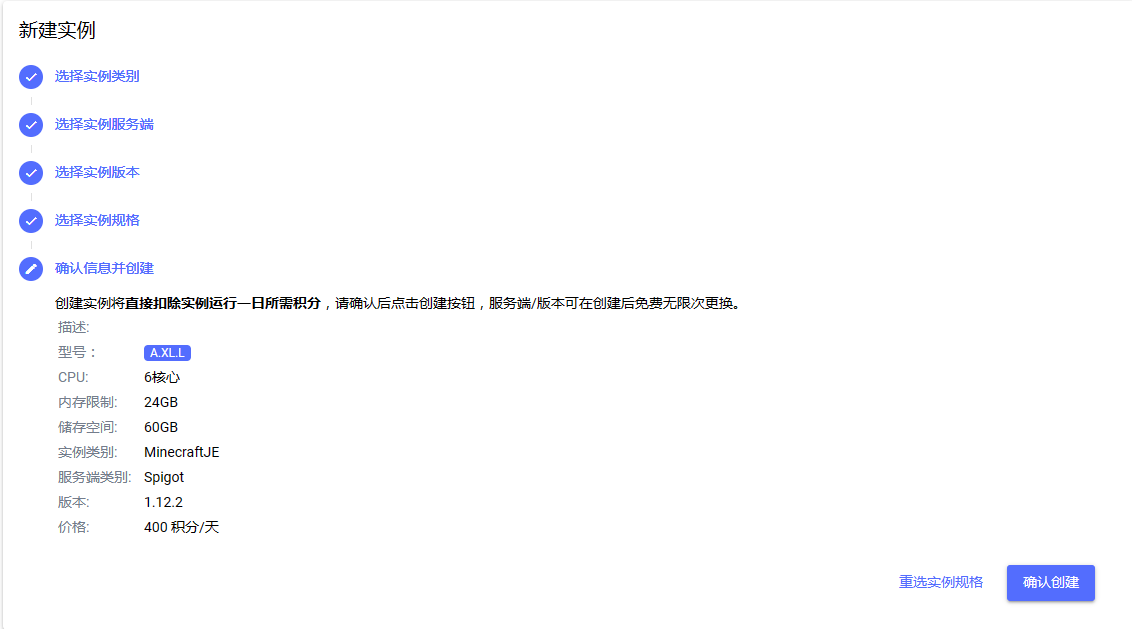 新建实例
选择实例类别
选择实例服务端
选择实例版本
选择实例规格
确认信息并创建
创建实例将直接扣除实例运行一日所需积分，请确认后点击创建按钮，服务端/版本可在创建后免费无限次更换。
描述:
型号： A.XL.L
CPU: 6核心
内存限制: 24GB
储存空间: 60GB
实例类别: MinecraftJE
服务端类别: Spigot
版本: 1.12.2
价格: 400 积分/天
重选实例规格 确认创建